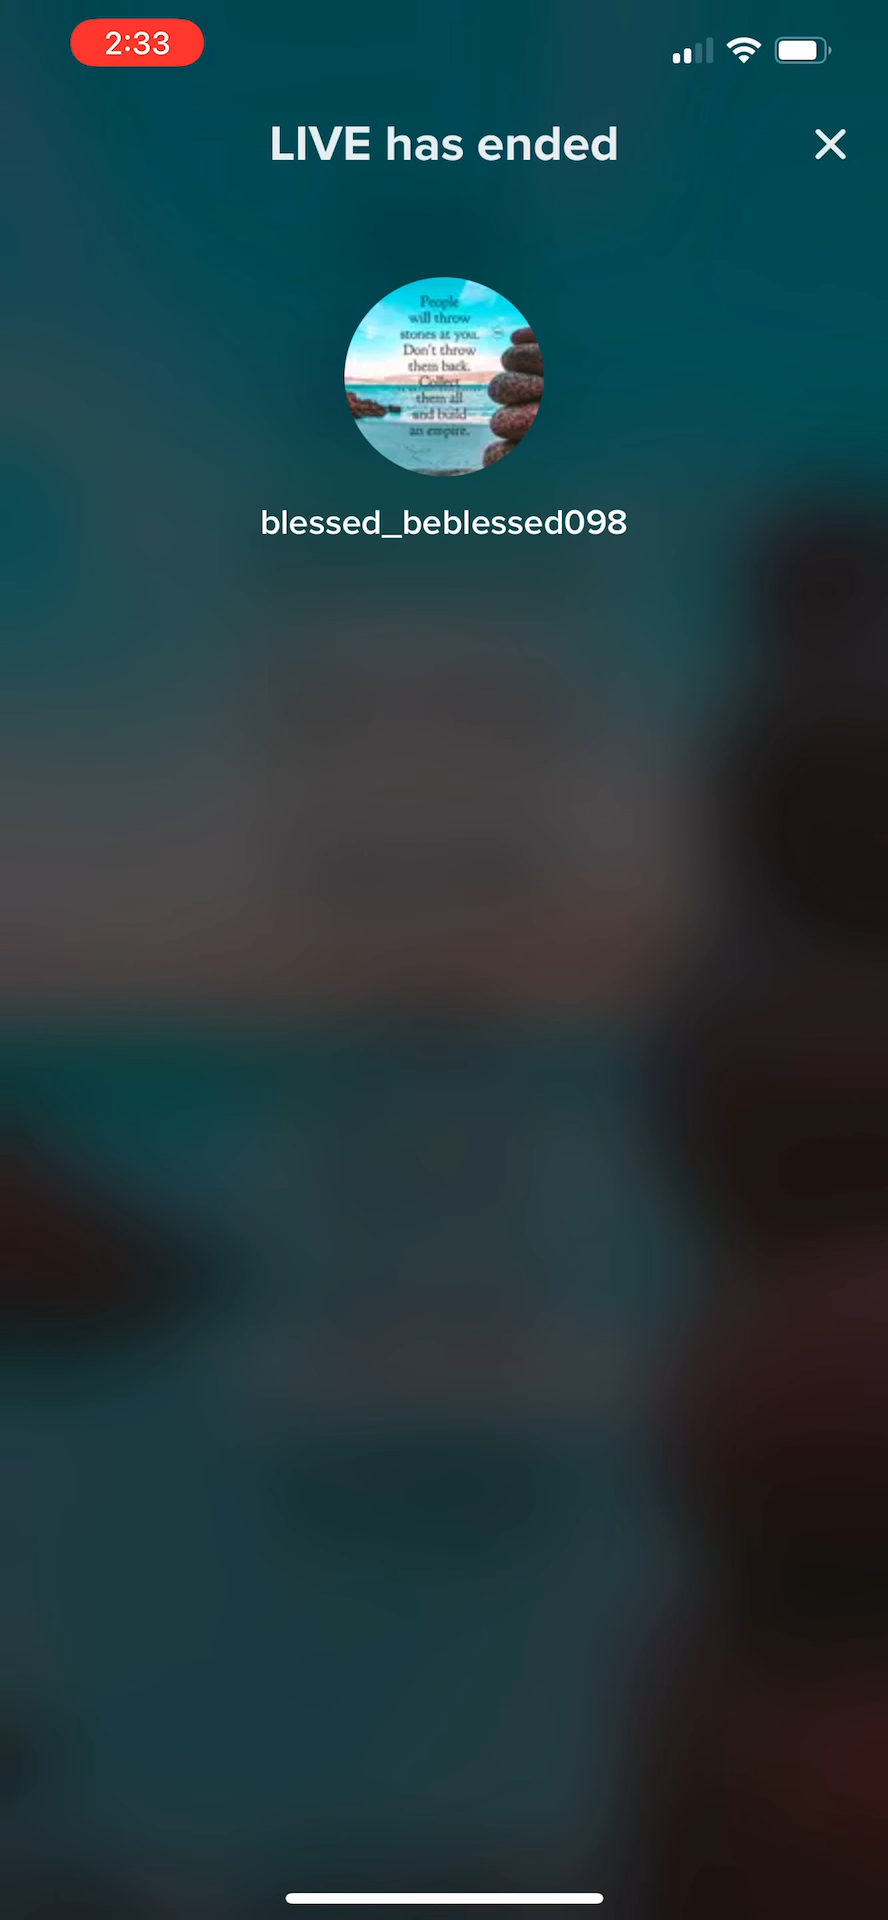 2:33
LIVE has ended
People
will throw
stones at you.
Don't throw
them back.
Collect
them all
and build
an empire.
blessed_beblessed098